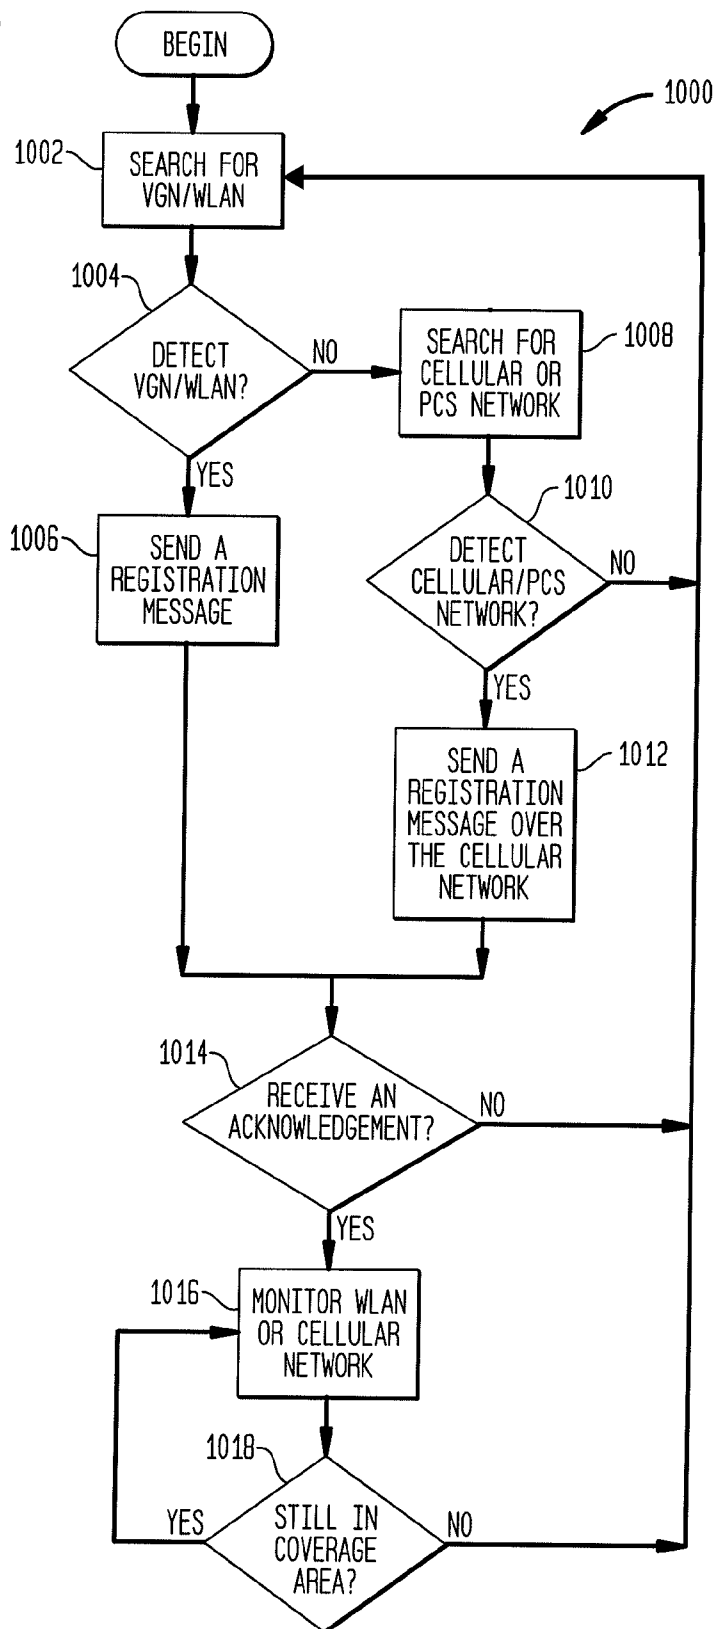 BEGIN
1000
1002
SEARCH FOR
VGN/WLAN
1004
DETECT
VGN/WLAN?
NO
YES
SEARCH FOR
CELLULAR OR
PCS NETWORK
1008
1006
SEND A
REGISTRATION
MESSAGE
1010
DETECT
CELLULAR/PCS
NETWORK?
NO
YES
SEND A
REGISTRATION
MESSAGE OVER
THE CELLULAR
NETWORK
1012
1014
RECEIVE AN
ACKNOWLEDGEMENT?
NO
YES
1016
MONITOR WLAN
OR CELLULAR
NETWORK
1018
STILL IN
COVERAGE
AREA?
YES
NO